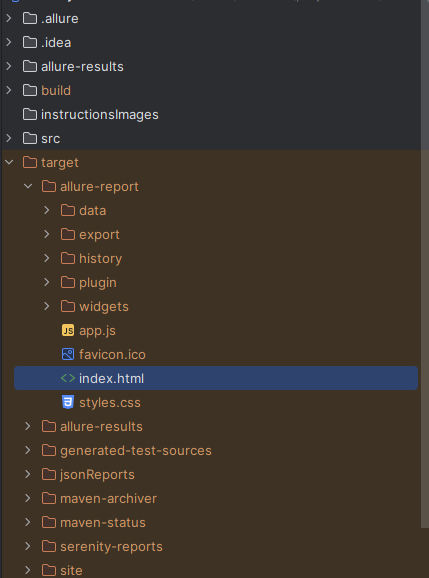 .allure
.idea
allure-results
build
instructionsImages
src
target
allure-report
data
export
history
plugin
widgets
JS app.js
favicon.ico
<> index.html
styles.css
allure-results
generated-test-sources
jsonReports
maven-archiver
maven-status
serenity-reports
site